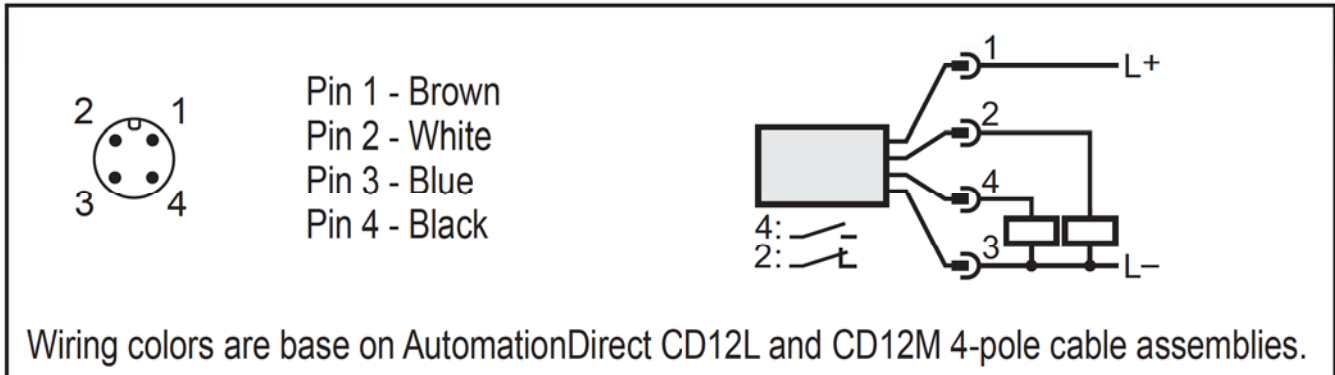 2 1
3 4
Pin 1 - Brown
Pin 2 - White
Pin 3 - Blue
Pin 4 - Black
1
L+
2
4
4:
2:
3
L–
Wiring colors are base on AutomationDirect CD12L and CD12M 4-pole cable assemblies.